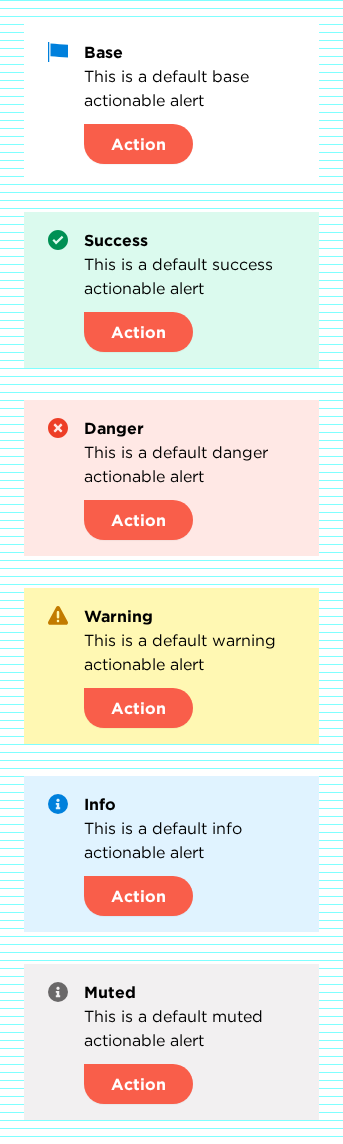 Base
This is a default base
actionable alert
Action
Success
This is a default success
actionable alert
Action
Danger
This is a default danger
actionable alert
Action
Warning
This is a default warning
actionable alert
Action
Info
This is a default info
actionable alert
Action
Muted
This is a default muted
actionable alert
Action